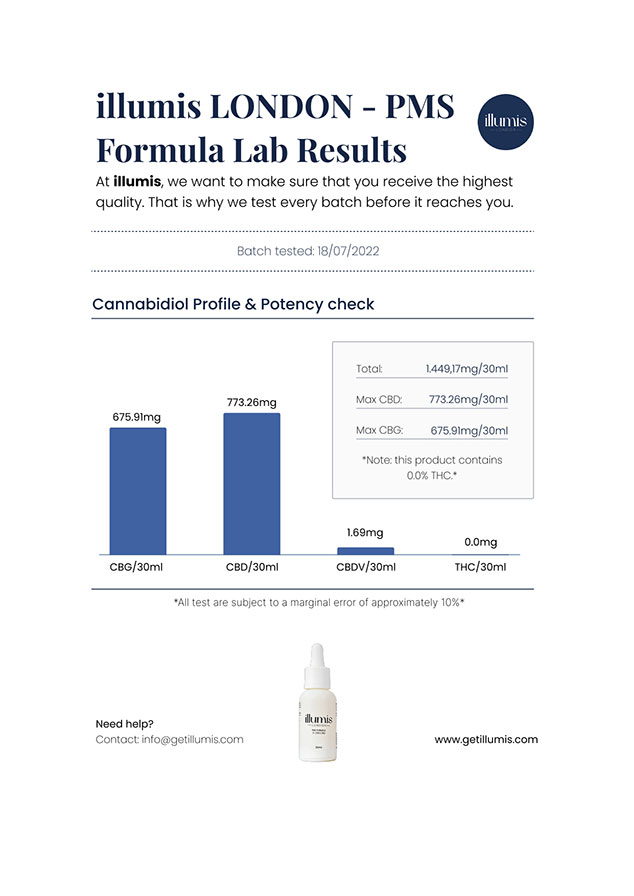 illumis LONDON - PMS
Formula Lab Results
illumis
LONDON
At illumis, we want to make sure that you receive the highest
quality. That is why we test every batch before it reaches you.
Batch tested: 18/07/2022
Cannabidiol Profile & Potency check
Total: 1.449,17mg/30ml
Max CBD: 773.26mg/30ml
Max CBG: 675.91mg/30ml
*Note: this product contains
0.0% THC.*
675.91mg
773.26mg
1.69mg
0.0mg
CBG/30ml
CBD/30ml
CBDV/30ml
THC/30ml
*All test are subject to a marginal error of approximately 10%*
illumis
Need help?
Contact: info@getillumis.com
www.getillumis.com